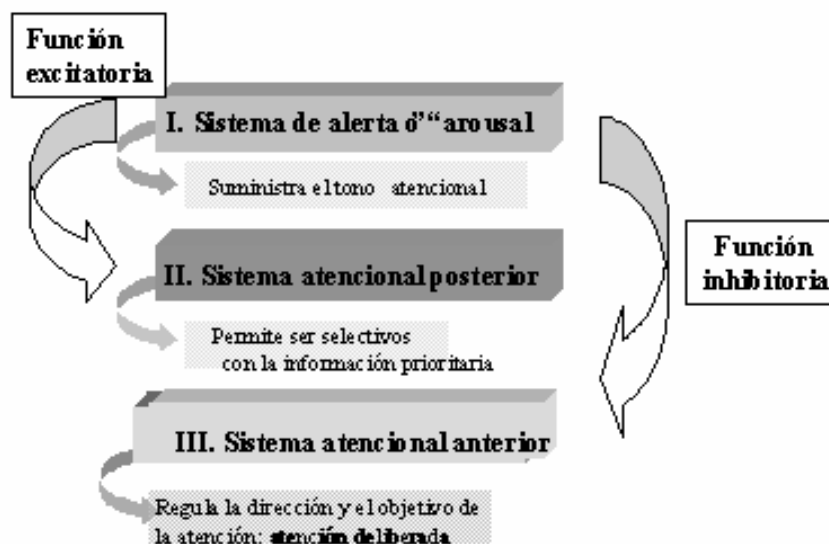 Función
excitatoria
I. Sistema de alerta ó’“arousal
Suministra el tono atencional
II. Sistema atencional posterior
Función
inhibitoria
Permite ser selectivos
con la información prioritaria
III. Sistema atencional anterior
Regula la dirección y el objetivo de
la atención: atención deliberada